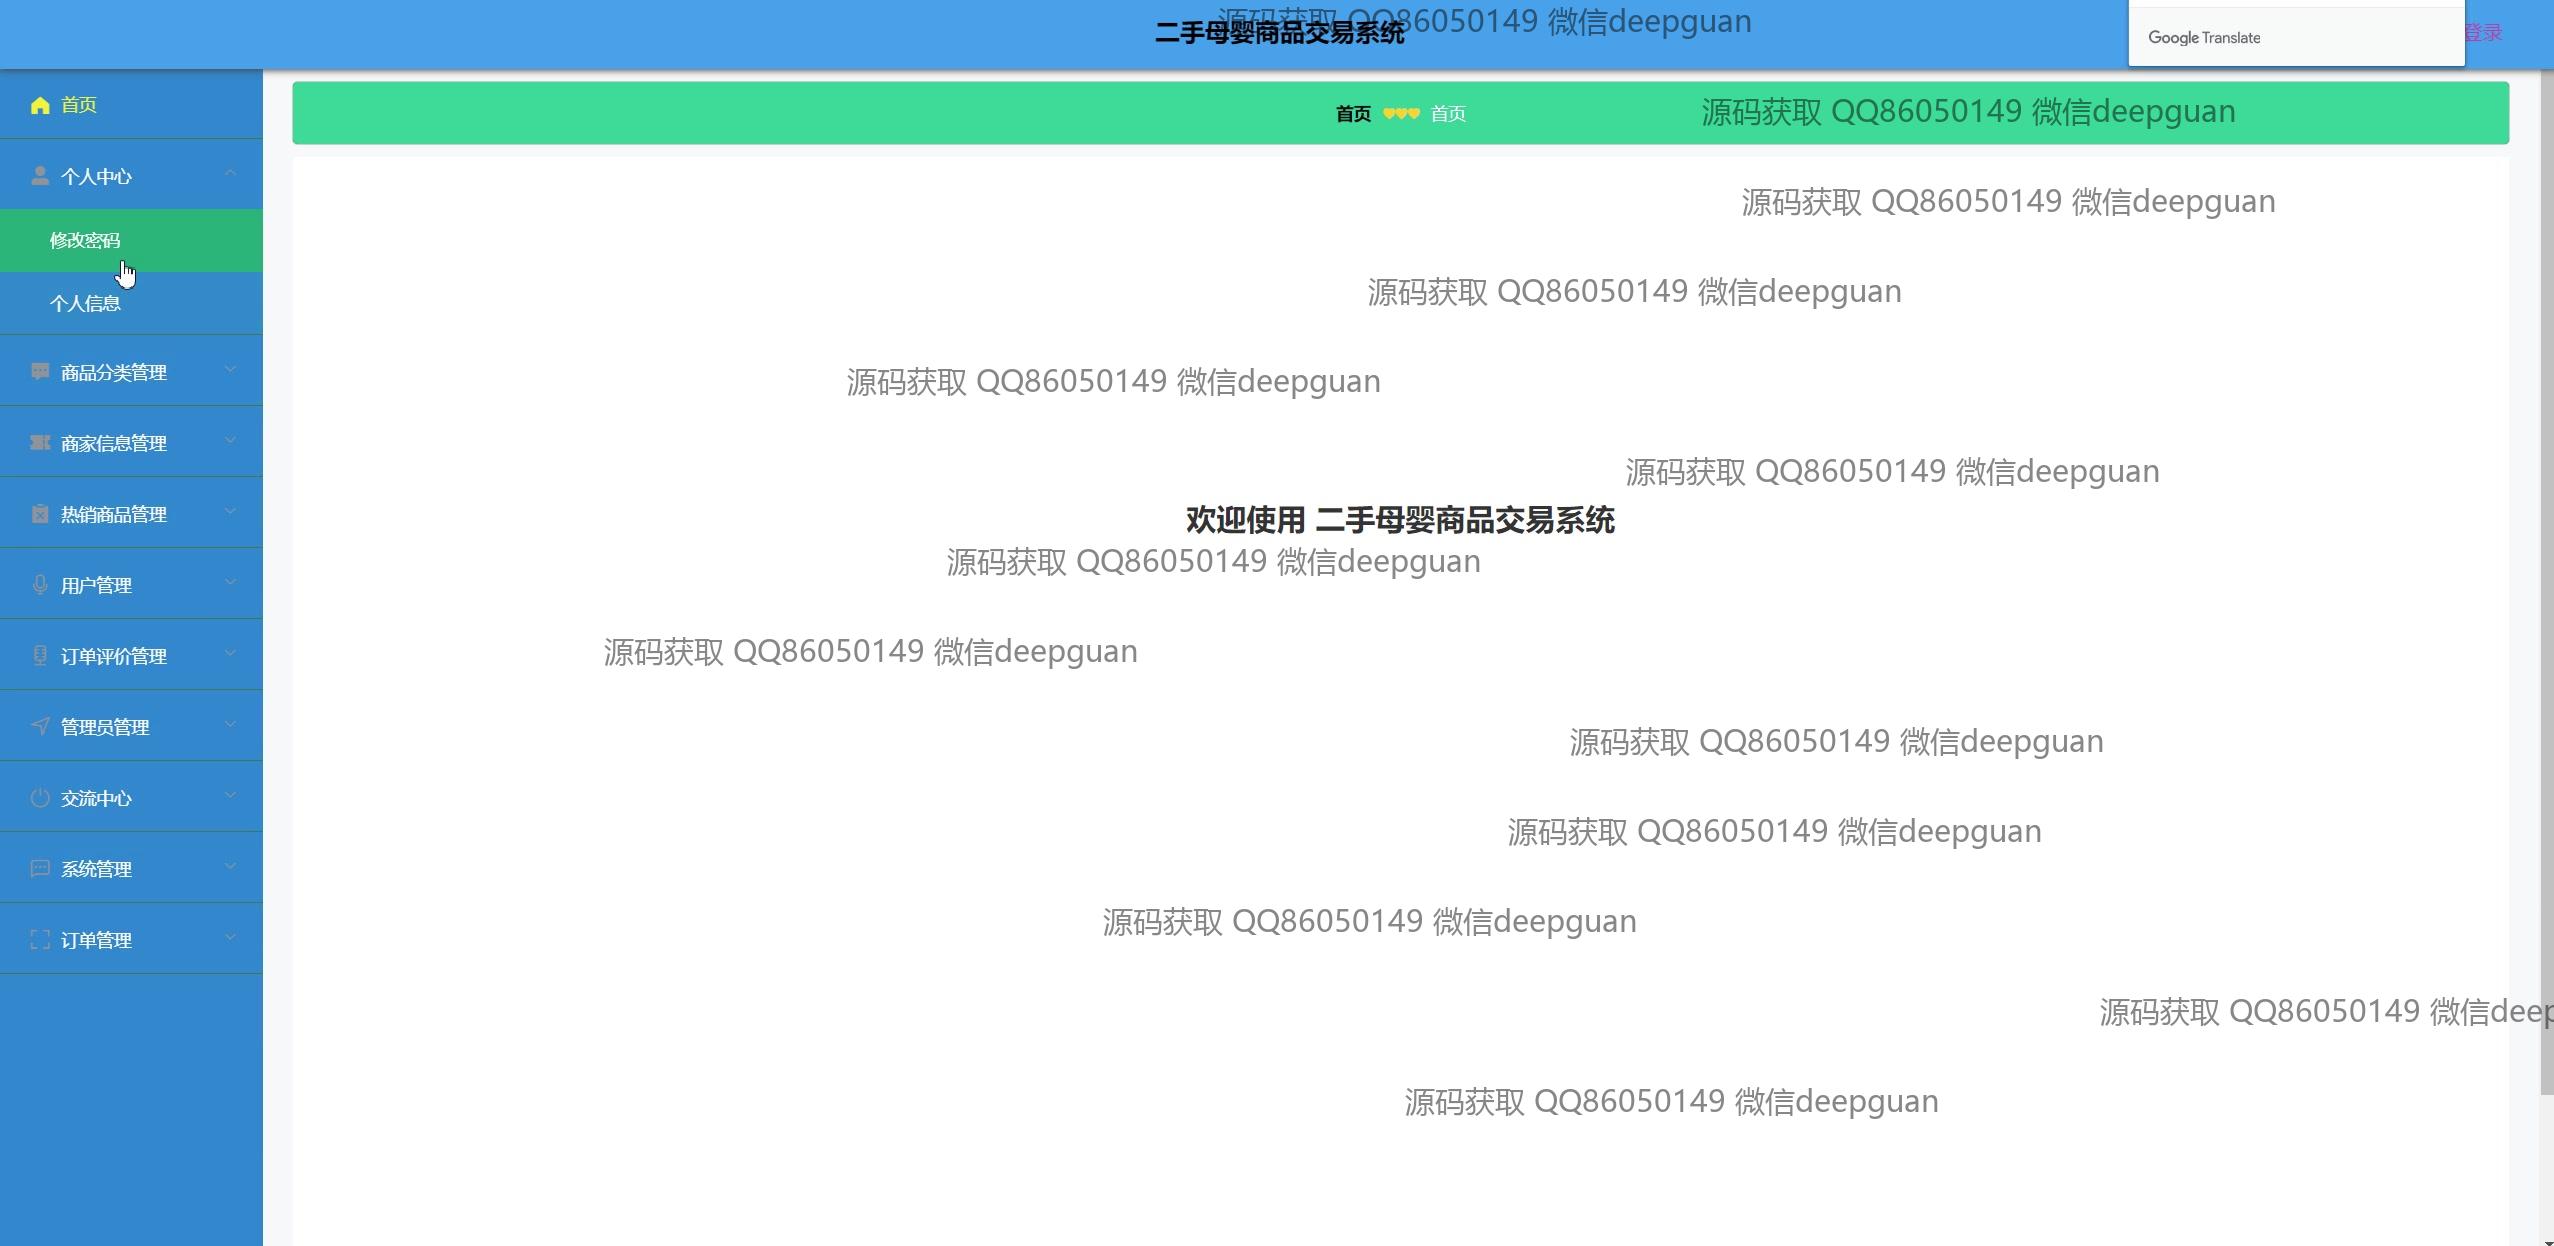 源码获取 QQ86050149 微信deepguan
二手母婴商品交易系统
Google Translate
登录
首页
首页 首页
源码获取 QQ86050149 微信deepguan
个人中心
源码获取 QQ86050149 微信deepguan
修改密码
源码获取 QQ86050149 微信deepguan
个人信息
商品分类管理
源码获取 QQ86050149 微信deepguan
商家信息管理
源码获取 QQ86050149 微信deepguan
热销商品管理
欢迎使用 二手母婴商品交易系统
源码获取 QQ86050149 微信deepguan
用户管理
源码获取 QQ86050149 微信deepguan
订单评价管理
管理员管理
源码获取 QQ86050149 微信deepguan
交流中心
源码获取 QQ86050149 微信deepguan
系统管理
源码获取 QQ86050149 微信deepguan
订单管理
源码获取 QQ86050149 微信deep
源码获取 QQ86050149 微信deepguan